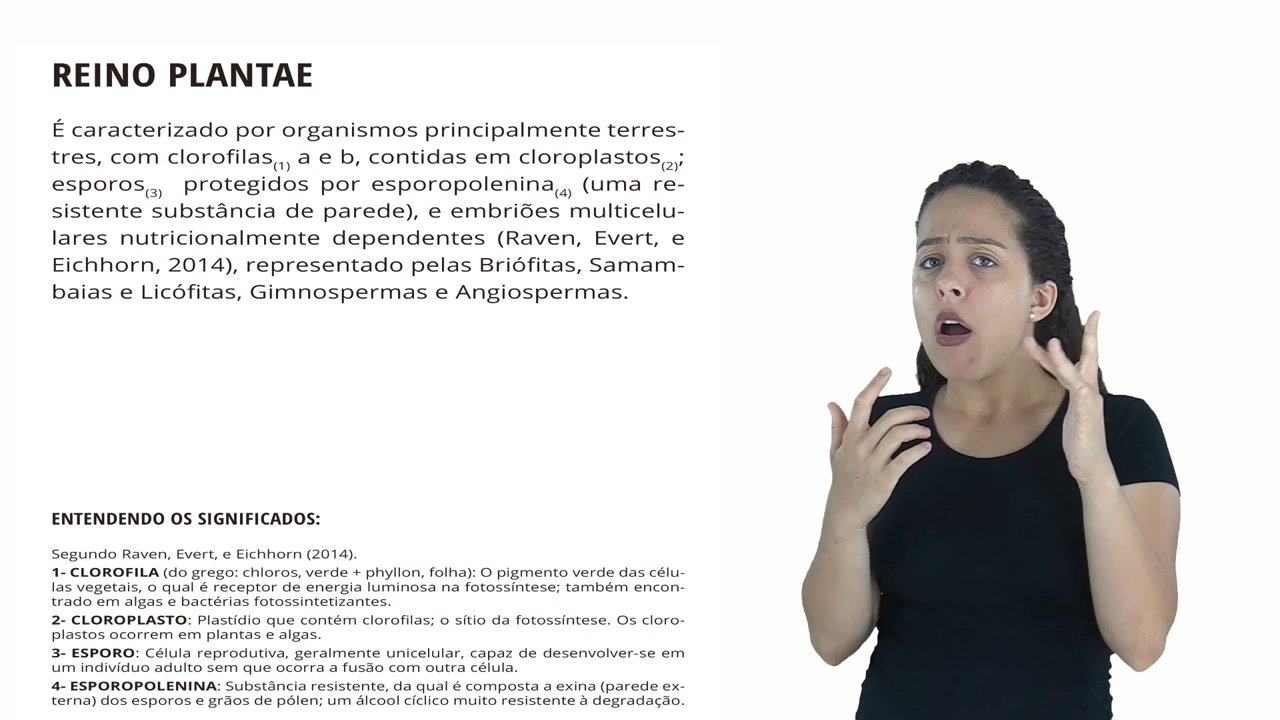 REINO PLANTAE
É caracterizado por organismos principalmente terres-
tres, com clorofilas(1) a e b, contidas em cloroplastos(2);
esporos(3) protegidos por esporopolenina(4) (uma re-
sistente substância de parede), e embriões multicelu-
lares nutricionalmente dependentes (Raven, Evert, e
Eichhorn, 2014), representado pelas Briófitas, Samam-
baias e Licófitas, Gimnospermas e Angiospermas.
ENTENDENDO OS SIGNIFICADOS:
Segundo Raven, Evert, e Eichhorn (2014).
1- CLOROFILA (do grego: chloros, verde + phyllon, folha): O pigmento verde das célu-
las vegetais, o qual é receptor de energia luminosa na fotossíntese; também encon-
trado em algas e bactérias fotossintetizantes.
2- CLOROPLASTO: Plastídio que contém clorofilas; o sítio da fotossíntese. Os cloro-
plastos ocorrem em plantas e algas.
3- ESPORO: Célula reprodutiva, geralmente unicelular, capaz de desenvolver-se em
um indivíduo adulto sem que ocorra a fusão com outra célula.
4- ESPOROPOLENINA: Substância resistente, da qual é composta a exina (parede ex-
terna) dos esporos e grãos de pólen; um álcool cíclico muito resistente à degradação.